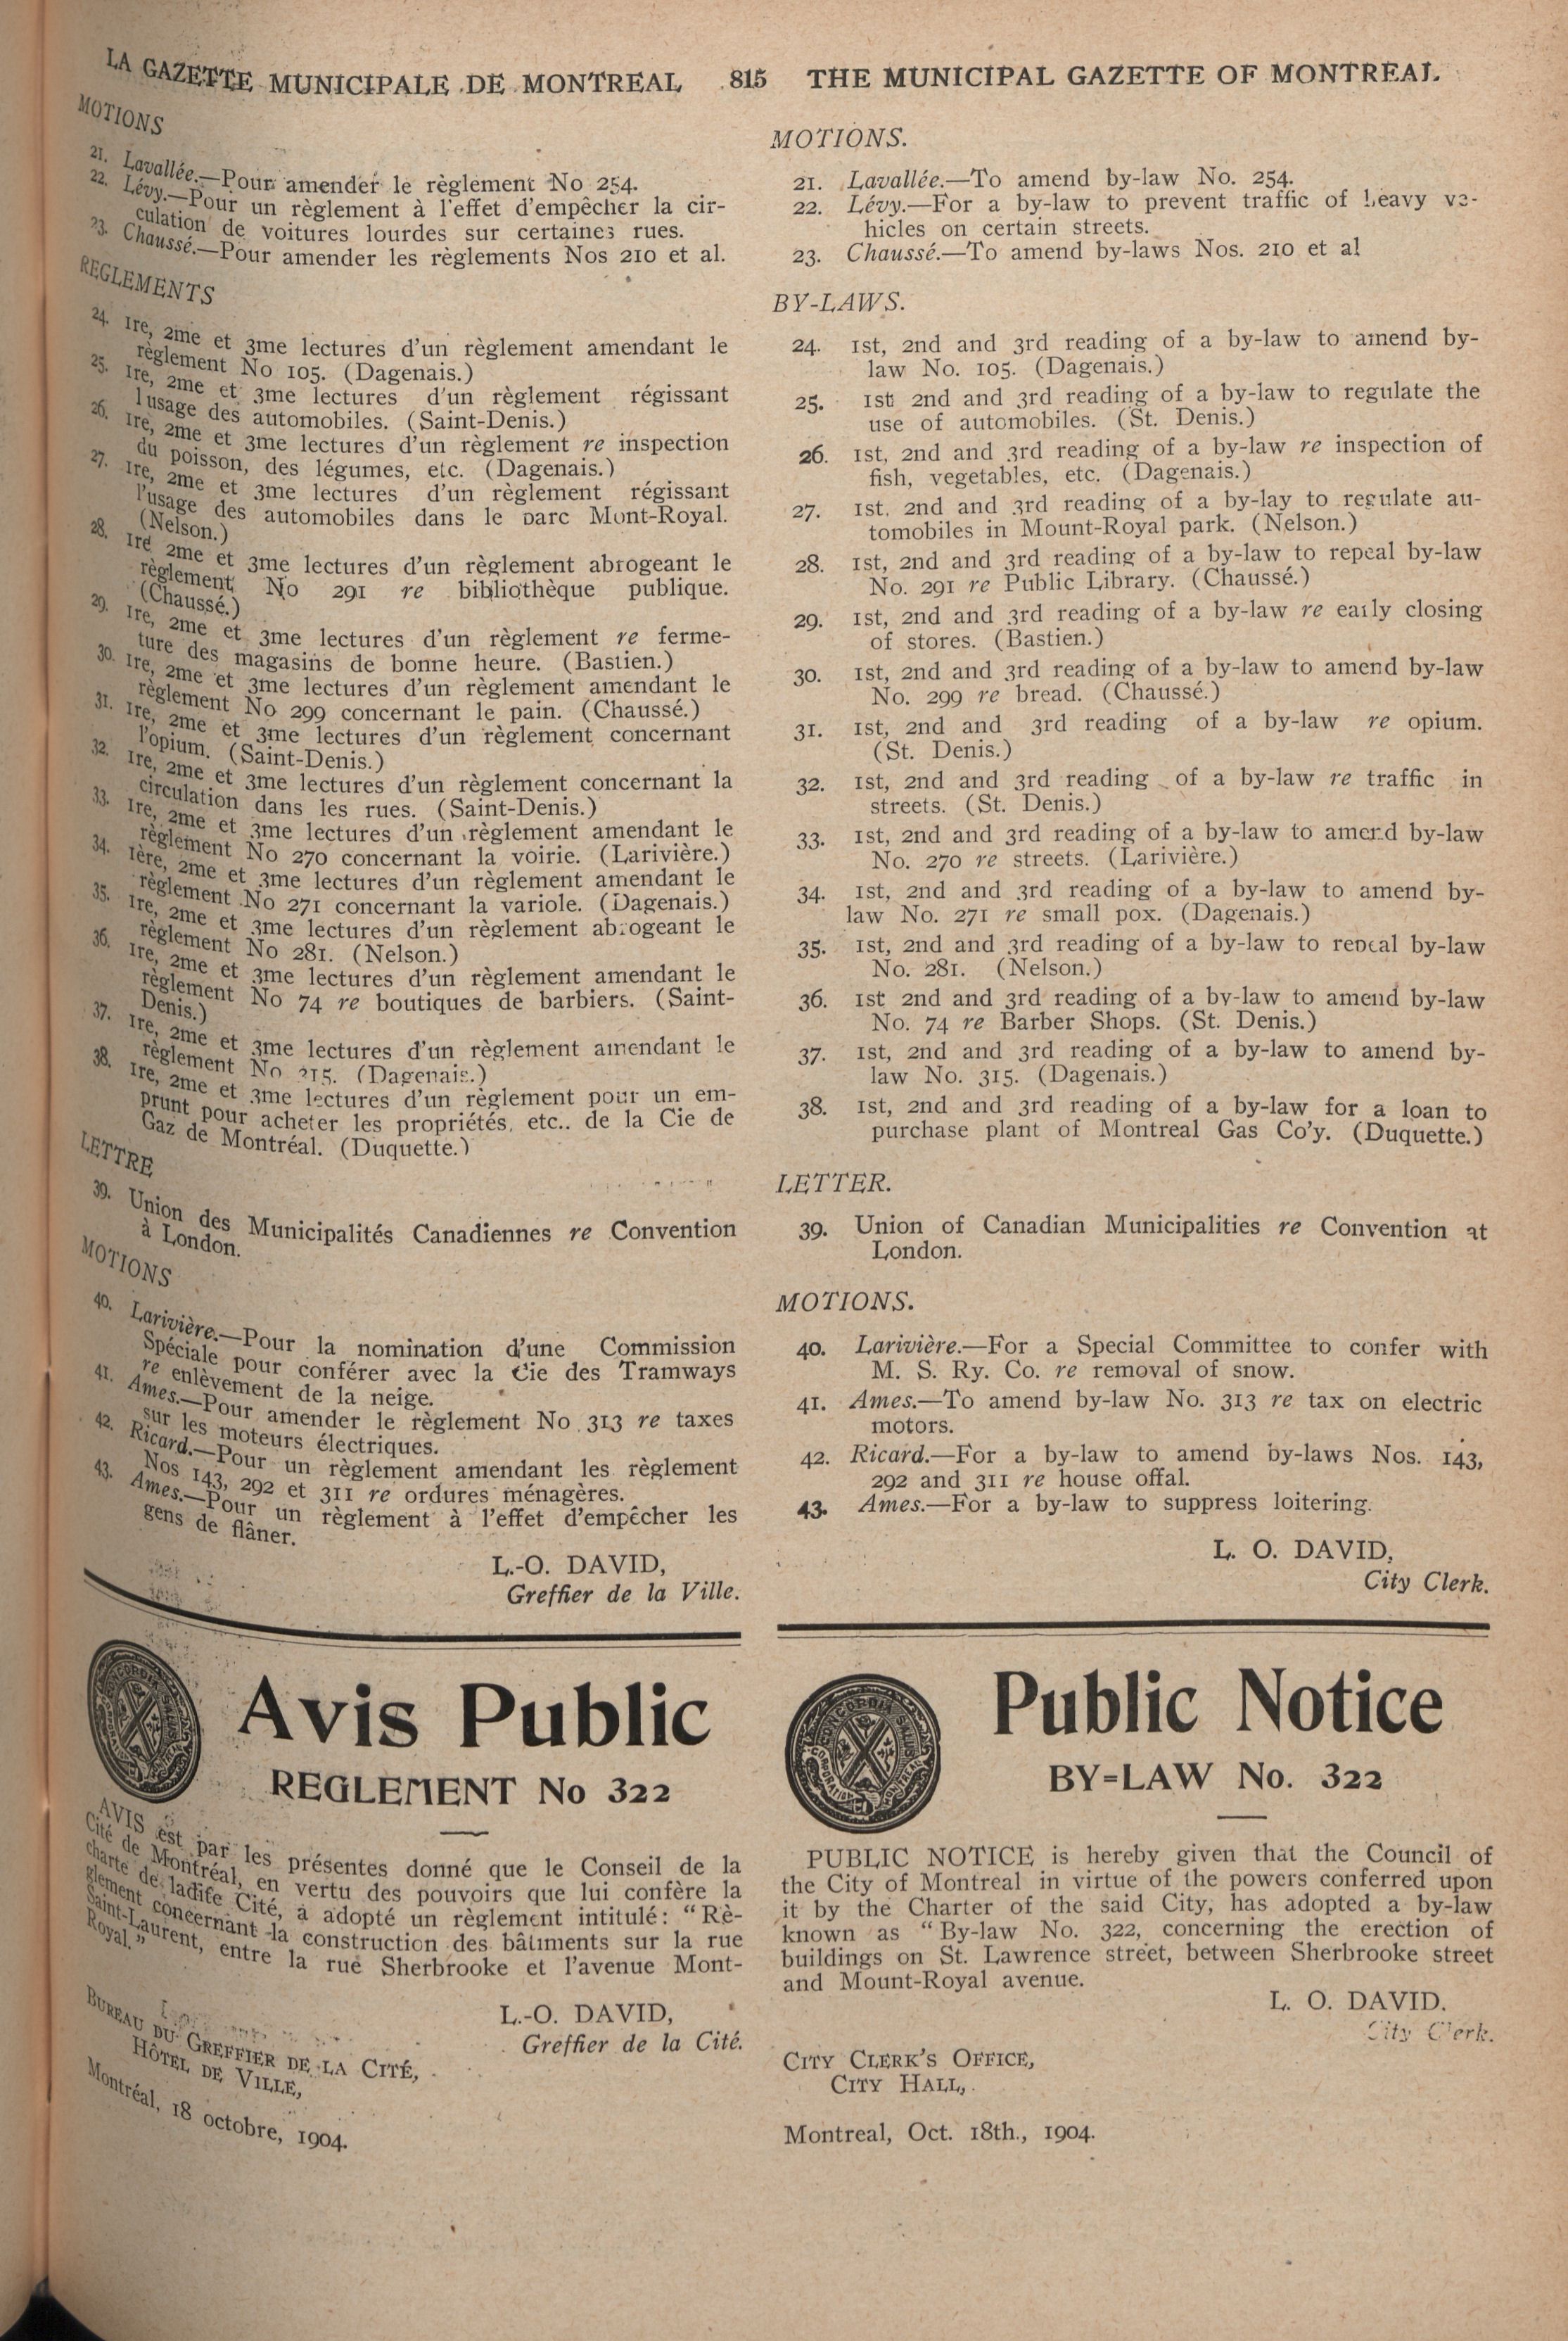 LA GAZETTE MUNICIPALE DE MONTREAL 815 THE MUNICIPAL GAZETTE OF MONTREAL
MOTIONS
21. Lavallée.—Pour amender le règlement No 254.
22. Lévy.—Pour un règlement à l'effet d'empêcher la cir-
culation de voitures lourdes sur certaines rues.
23. Chaussé.—Pour amender les règlements Nos 210 et al.
REGLEMENTS
24. 1re, 2me et 3me lectures d'un règlement amendant le
règlement No 105. (Dagenais.)
25. 1re, 2me et 3me lectures d'un règlement régissant
l'usage des automobiles. (Saint-Denis.)
26. 1re, 2me et 3me lectures d'un règlement re inspection
du poisson, des légumes, etc. (Dagenais.)
27. 1re, 2me et 3me lectures d'un règlement régissant
l'usage des automobiles dans le parc Mont-Royal.
(Nelson.)
28. 1re 2me et 3me lectures d'un règlement abrogeant le
règlement No 291 re bibliothèque publique.
(Chaussé.)
29. 1re, 2me et 3me lectures d'un règlement re ferme-
ture des magasins de bonne heure. (Bastien.)
30. 1re, 2me et 3me lectures d'un règlement amendant le
règlement No 299 concernant le pain. (Chaussé.)
31. 1re, 2me et 3me lectures d'un règlement concernant
l'opium. (Saint-Denis.)
32. 1re, 2me et 3me lectures d'un règlement concernant la
circulation dans les rues. (Saint-Denis.)
33. 1re, 2me et 3me lectures d'un règlement amendant le
règlement No 270 concernant la voirie. (Larivière.)
34. 1ère, 2me et 3me lectures d'un règlement amendant le
règlement No 271 concernant la variole. (Dagenais.)
35. 1re, 2me et 3me lectures d'un règlement abrogeant le
règlement No 281. (Nelson.)
36. 1re, 2me et 3me lectures d'un règlement amendant le
règlement No 74 re boutiques de barbiers. (Saint-
Denis.)
37. 1re, 2me et 3me lectures d'un règlement amendant le
règlement No 315. (Dagenais.)
38. 1re, 2me et 3me lectures d'un règlement pour un em-
prunt pour acheter les propriétés, etc.. de la Cie de
Gaz de Montréal. (Duquette.)
LETTRE
39. Union des Municipalités Canadiennes re Convention
à London.
MOTIONS
40. Larivière.—Pour la nomination d'une Commission
Spéciale pour conférer avec la Cie des Tramways
re enlèvement de la neige.
41. Ames.—Pour amender le règlement No 313 re taxes
sur les moteurs électriques.
42. Ricard.—Pour un règlement amendant les règlement
Nos 143, 292 et 311 re ordures ménagères.
43. Ames.—Pour un règlement à l'effet d'empêcher les
gens de flâner.
L.-O. DAVID,
Greffier de la Ville.
Avis Public
REGLEMENT No 322
AVIS est par les présentes donné que le Conseil de la
Cité de Montréal, en vertu des pouvoirs que lui confère la
charte de ladite Cité, a adopté un règlement intitulé: "Rè-
glement concernant la construction des bâtiments sur la rue
Saint-Laurent, entre la rue Sherbrooke et l'avenue Mont-
Royal."
L.-O. DAVID,
Greffier de la Cité.
BUREAU DU GREFFIER DE LA CITÉ,
HÔTEL DE VILLE,
Montréal, 18 octobre, 1904.
MOTIONS.
21. Lavallée.—To amend by-law No. 254.
22. Lévy.—For a by-law to prevent traffic of heavy ve-
hicles on certain streets.
23. Chaussé.—To amend by-laws Nos. 210 et al
BY-LAWS.
24. 1st, 2nd and 3rd reading of a by-law to amend by-
law No. 105. (Dagenais.)
25. 1st 2nd and 3rd reading of a by-law to regulate the
use of automobiles. (St. Denis.)
26. 1st, 2nd and 3rd reading of a by-law re inspection of
fish, vegetables, etc. (Dagenais.)
27. 1st, 2nd and 3rd reading of a by-lay to regulate au-
tomobiles in Mount-Royal park. (Nelson.)
28. 1st, 2nd and 3rd reading of a by-law to repeal by-law
No. 291 re Public Library. (Chaussé.)
29. 1st, 2nd and 3rd reading of a by-law re early closing
of stores. (Bastien.)
30. 1st, 2nd and 3rd reading of a by-law to amend by-law
No. 299 re bread. (Chaussé.)
31. 1st, 2nd and 3rd reading of a by-law re opium.
(St. Denis.)
32. 1st, 2nd and 3rd reading of a by-law re traffic in
streets. (St. Denis.)
33. 1st, 2nd and 3rd reading of a by-law to amend by-law
No. 270 re streets. (Larivière.)
34. 1st, 2nd and 3rd reading of a by-law to amend by-
law No. 271 re small pox. (Dagenais.)
35. 1st, 2nd and 3rd reading of a by-law to repeal by-law
No. 281. (Nelson.)
36. 1st 2nd and 3rd reading of a by-law to amend by-law
No. 74 re Barber Shops. (St. Denis.)
37. 1st, 2nd and 3rd reading of a by-law to amend by-
law No. 315. (Dagenais.)
38. 1st, 2nd and 3rd reading of a by-law for a loan to
purchase plant of Montreal Gas Co'y. (Duquette.)
LETTER.
39. Union of Canadian Municipalities re Convention at
London.
MOTIONS.
40. Larivière.—For a Special Committee to confer with
M. S. Ry. Co. re removal of snow.
41. Ames.—To amend by-law No. 313 re tax on electric
motors.
42. Ricard.—For a by-law to amend by-laws Nos. 143,
292 and 311 re house offal.
43. Ames.—For a by-law to suppress loitering.
L. O. DAVID,
City Clerk.
CONCORDIA SALUS
Public Notice
BY=LAW No. 322
PUBLIC NOTICE is hereby given that the Council of
the City of Montreal in virtue of the powers conferred upon
it by the Charter of the said City, has adopted a by-law
known as "By-law No. 322, concerning the erection of
buildings on St. Lawrence street, between Sherbrooke street
and Mount-Royal avenue.
L. O. DAVID.
City Clerk.
CITY CLERK'S OFFICE,
CITY HALL,
Montreal, Oct. 18th., 1904.